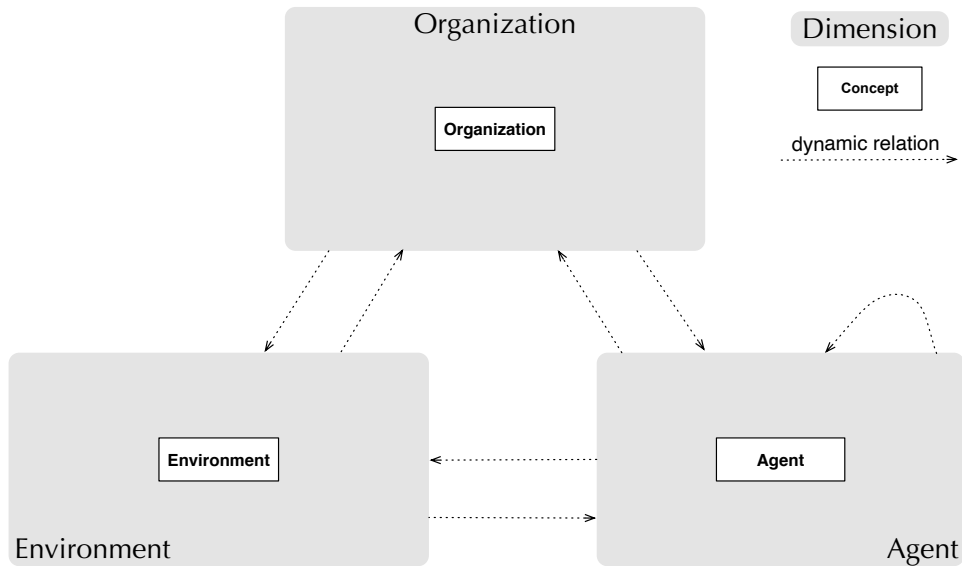 Organization
Dimension
Concept
Organization
dynamic relation
Environment
Agent
Environment
Agent